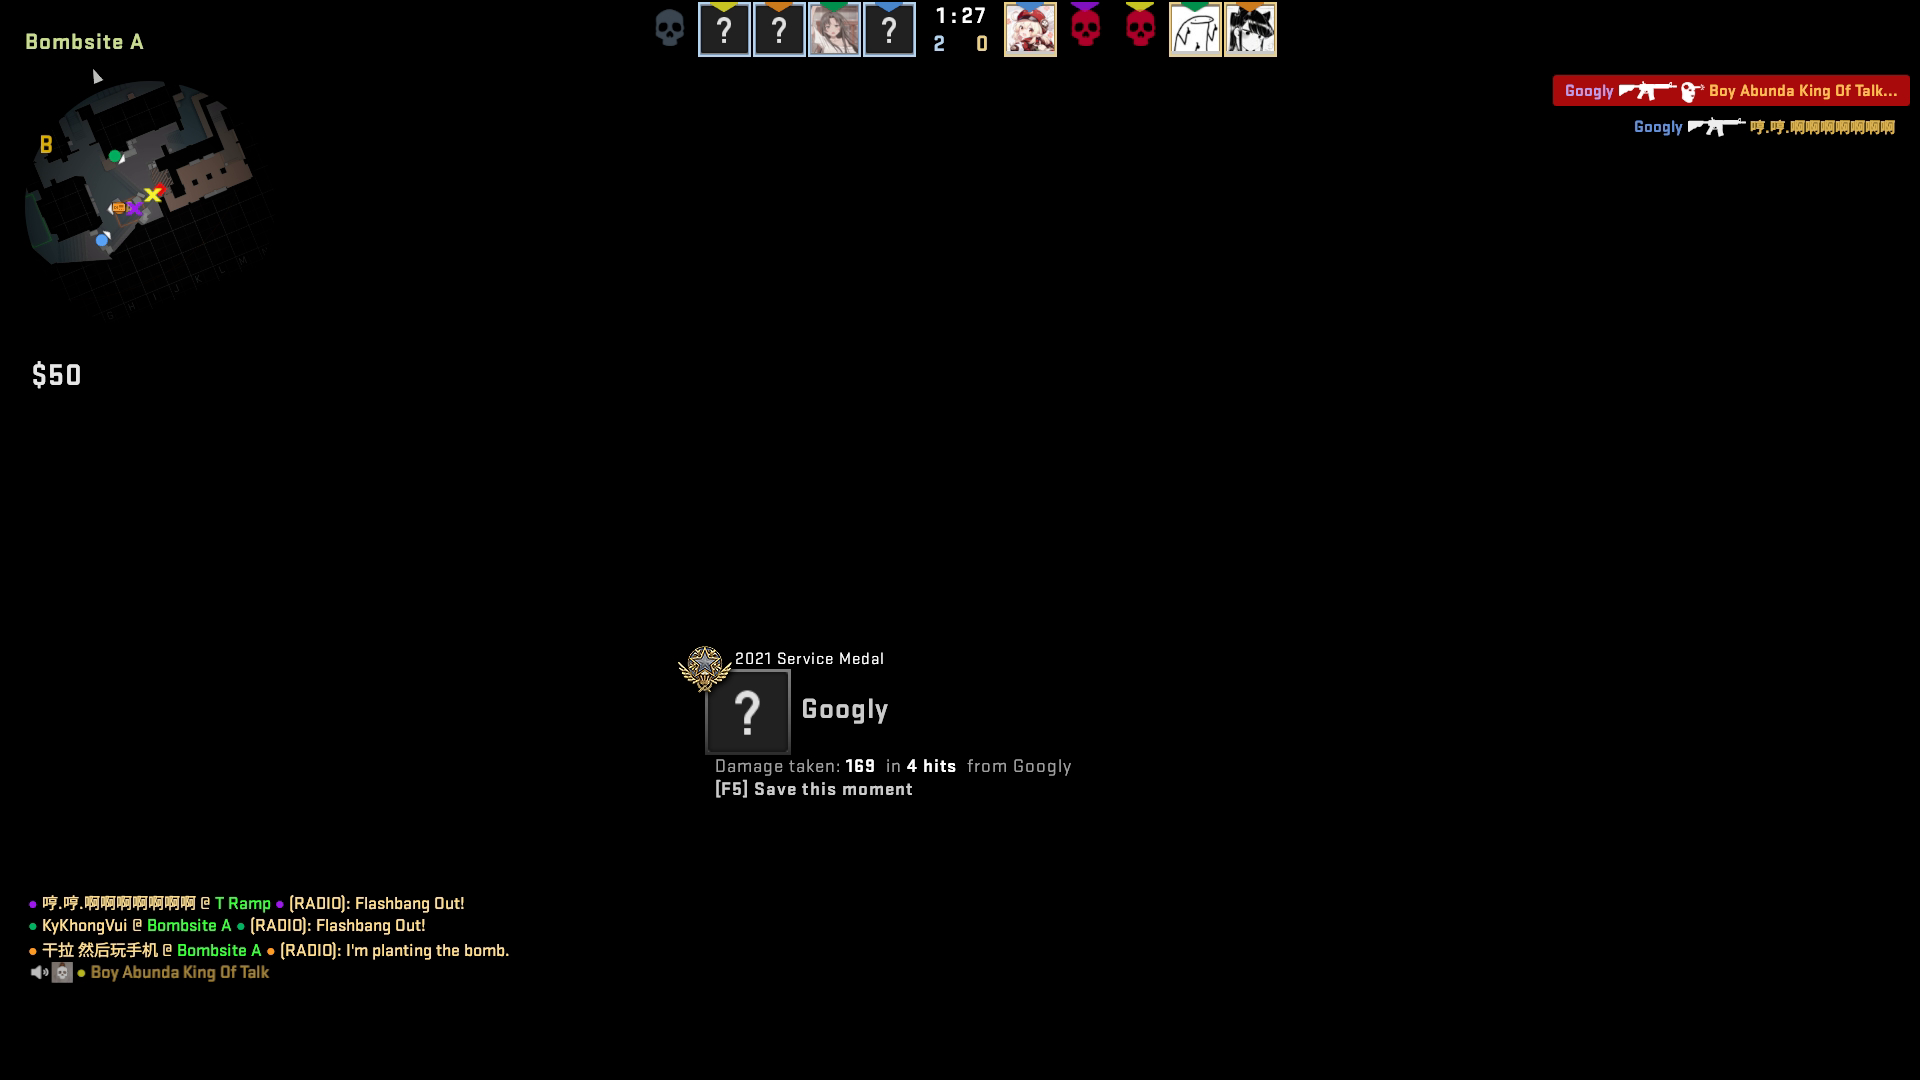 Bombsite A
B
$50
? ? ?
1:27
2 0
Googly Boy Abunda King Of Talk...
Googly 哼.哼.啊啊啊啊啊啊啊
2021 Service Medal
?
Googly
Damage taken: 169 in 4 hits from Googly
[F5] Save this moment
哼.哼.啊啊啊啊啊啊啊 @ T Ramp (RADIO): Flashbang Out!
KyKhongVui @ Bombsite A (RADIO): Flashbang Out!
干拉 然后玩手机 @ Bombsite A (RADIO): I'm planting the bomb.
Boy Abunda King Of Talk